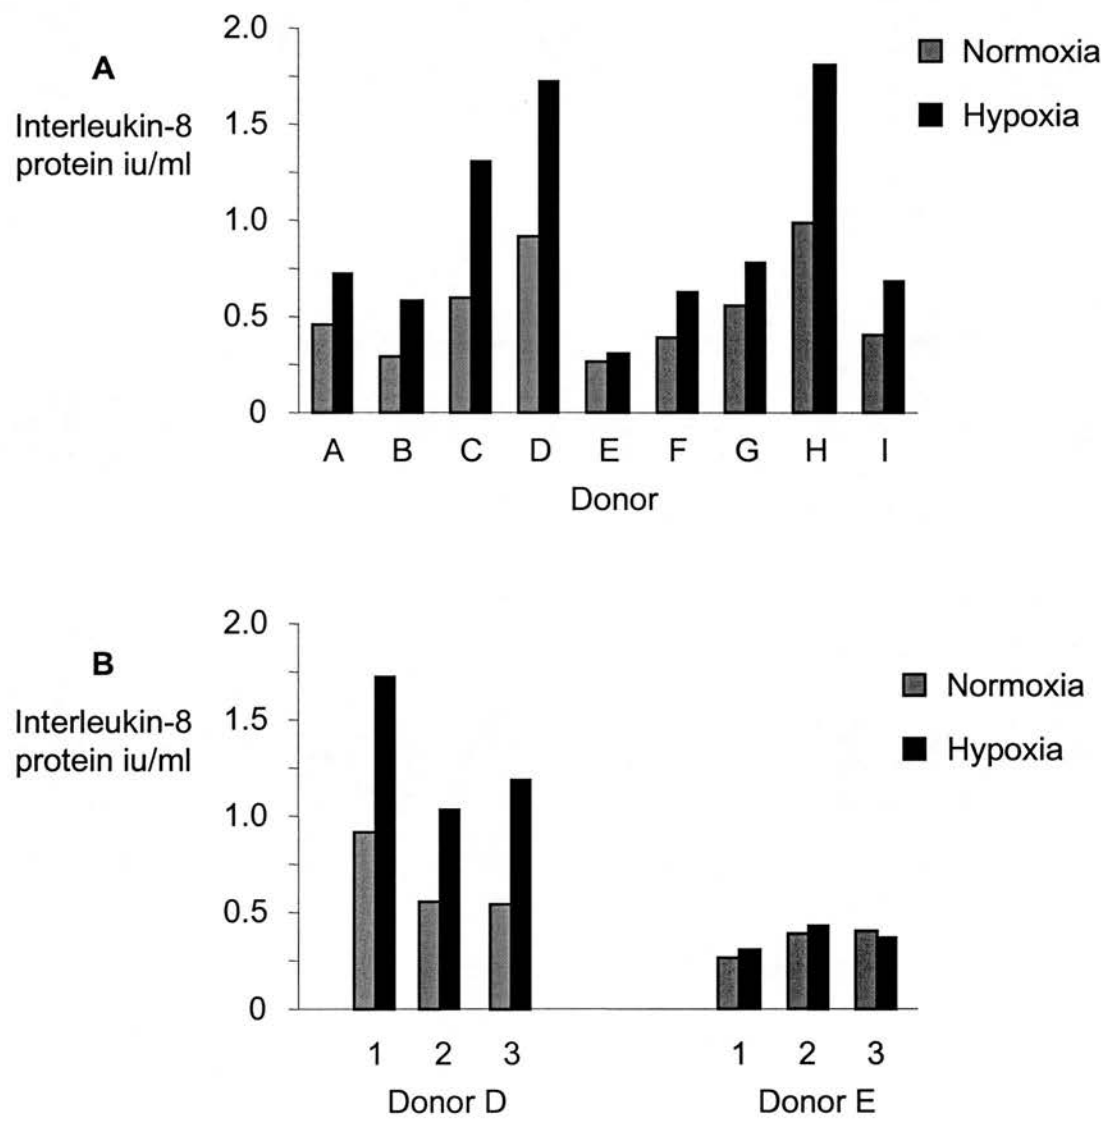 A
Interleukin-8
protein iu/ml
2.0
1.5
1.0
0.5
0
Normoxia
Hypoxia
A B C D E F G H I
Donor
B
Interleukin-8
protein iu/ml
2.0
1.5
1.0
0.5
0
Normoxia
Hypoxia
1 2 3 1 2 3
Donor D Donor E